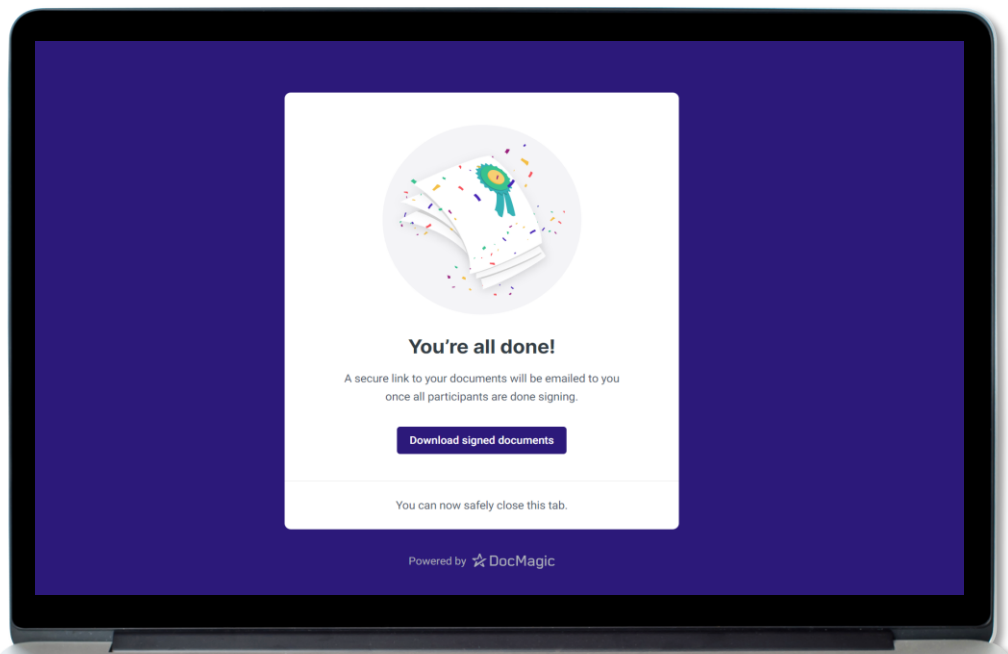 You're all done!
A secure link to your documents will be emailed to you
once all participants are done signing.
Download signed documents
You can now safely close this tab.
Powered by DocMagic